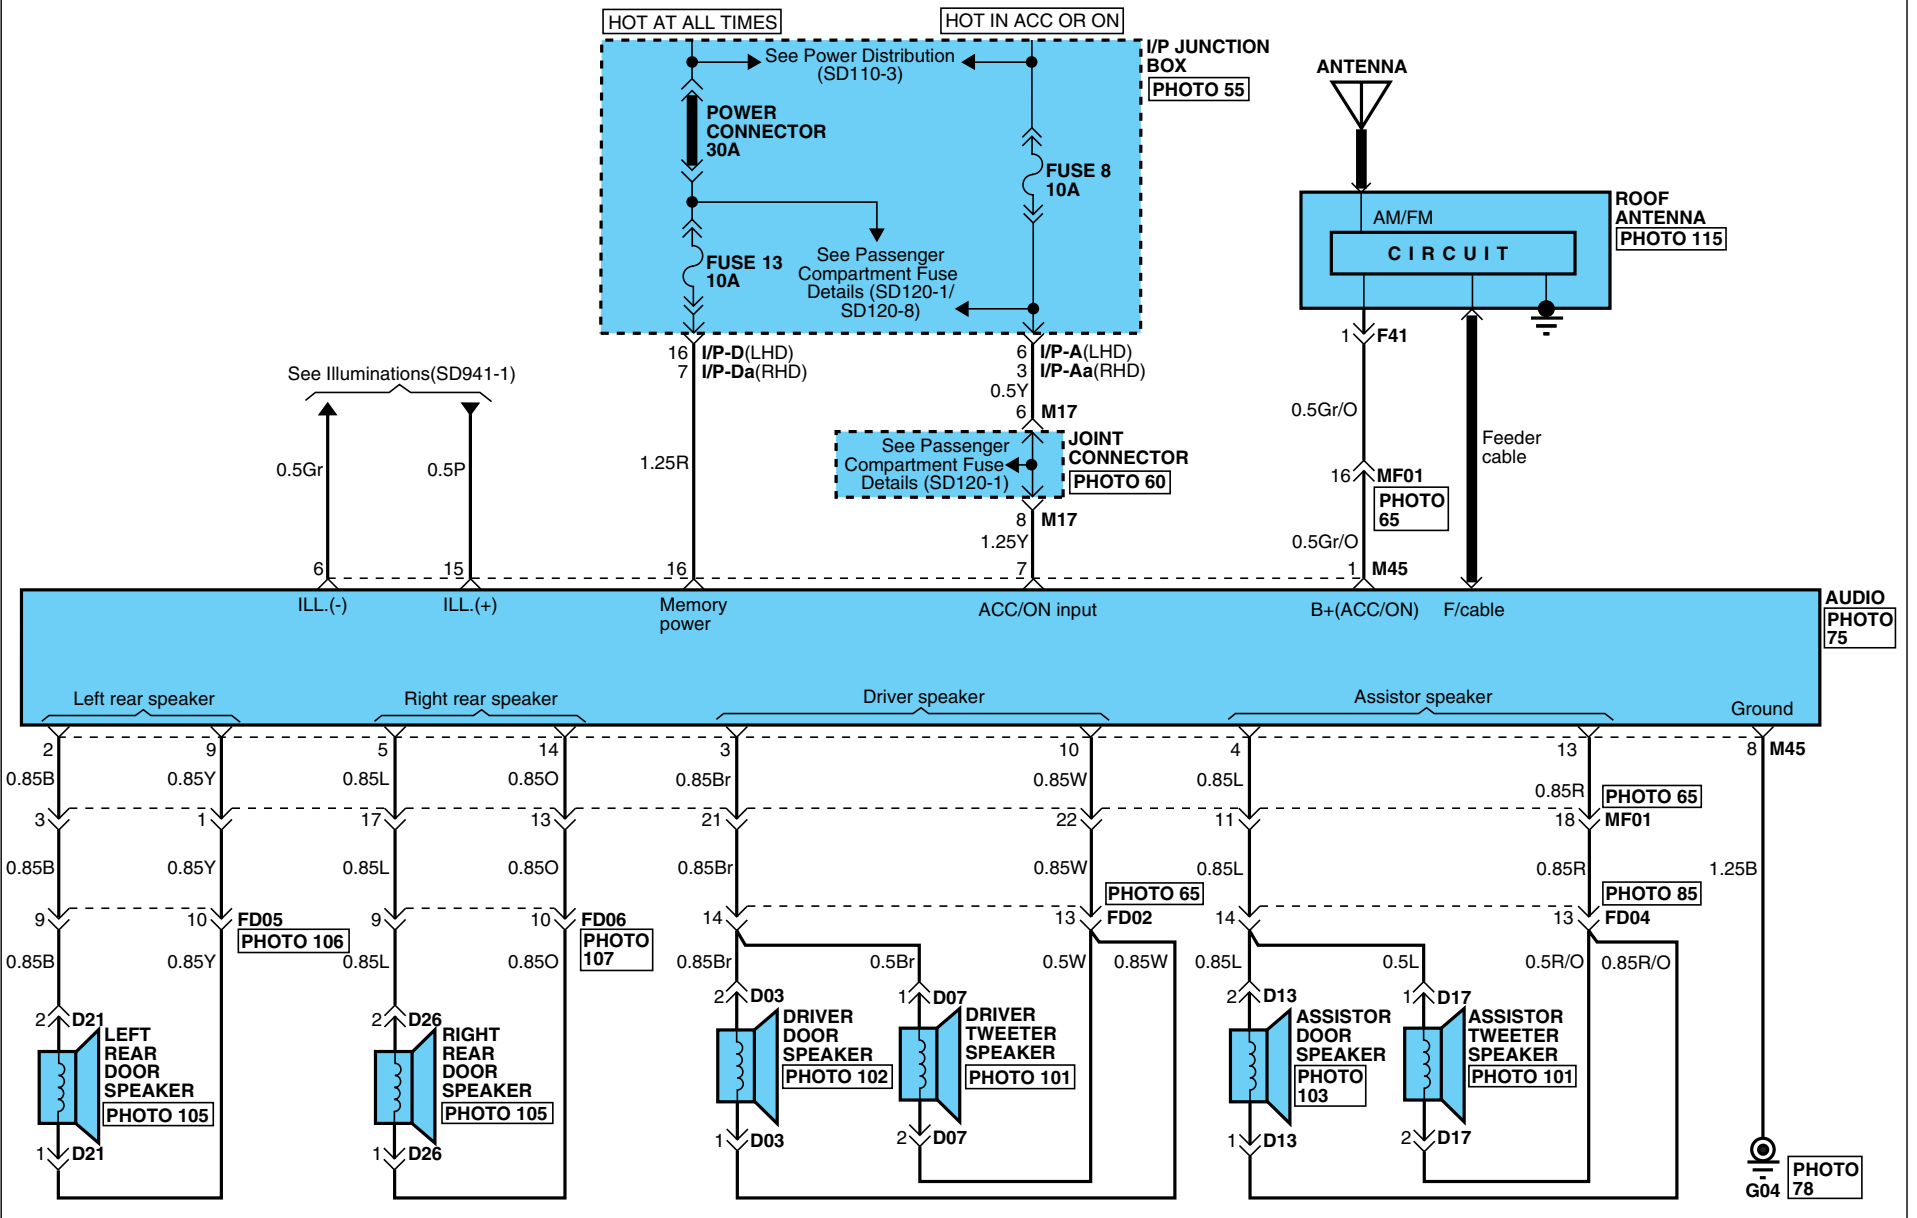 HOT AT ALL TIMES
HOT IN ACC OR ON
See Power Distribution
(SD110-3)
I/P JUNCTION
BOX
PHOTO 55
POWER
CONNECTOR
30A
FUSE 8
10A
FUSE 13
10A
See Passenger
Compartment Fuse
Details (SD120-1/
SD120-8)
ANTENNA
ROOF
ANTENNA
PHOTO 115
AM/FM
CIRCUIT
1 F41
16 I/P-D(LHD)
7 I/P-Da(RHD)
6 I/P-A(LHD)
3 I/P-Aa(RHD)
0.5Y
6 M17
See Illuminations(SD941-1)
0.5Gr
0.5P
1.25R
See Passenger
Compartment Fuse
Details (SD120-1)
JOINT
CONNECTOR
PHOTO 60
8 M17
1.25Y
0.5Gr/O
16 MF01
PHOTO
65
0.5Gr/O
Feeder
cable
6 15 16 7 1 M45
ILL.(-)
ILL.(+)
Memory
power
ACC/ON input
B+(ACC/ON)
F/cable
AUDIO
PHOTO
75
Left rear speaker
Right rear speaker
Driver speaker
Assistor speaker
Ground
2 9 5 14 3 10 4 13 8 M45
0.85B 0.85Y 0.85L 0.85O 0.85Br 0.85W 0.85L 0.85R
PHOTO 65
3 1 17 13 21 22 11 18 MF01
0.85B 0.85Y 0.85L 0.85O 0.85Br 0.85W 0.85L 0.85R 1.25B
PHOTO 65
PHOTO 85
9 10 FD05 9 10 FD06 14 13 FD02 14 13 FD04
PHOTO 106
PHOTO
107
0.85B 0.85Y 0.85L 0.85O 0.85Br 0.5Br 0.5W 0.85W 0.85L 0.5L 0.5R/O 0.85R/O
2 D03 1 D07 2 D13 1 D17
2 D21 2 D26
LEFT
REAR
DOOR
SPEAKER
PHOTO 105
RIGHT
REAR
DOOR
SPEAKER
PHOTO 105
DRIVER
DOOR
SPEAKER
PHOTO 102
DRIVER
TWEETER
SPEAKER
PHOTO 101
ASSISTOR
DOOR
SPEAKER
PHOTO
103
ASSISTOR
TWEETER
SPEAKER
PHOTO 101
1 D03 2 D07 1 D13 2 D17
1 D21 1 D26
G04
PHOTO
78